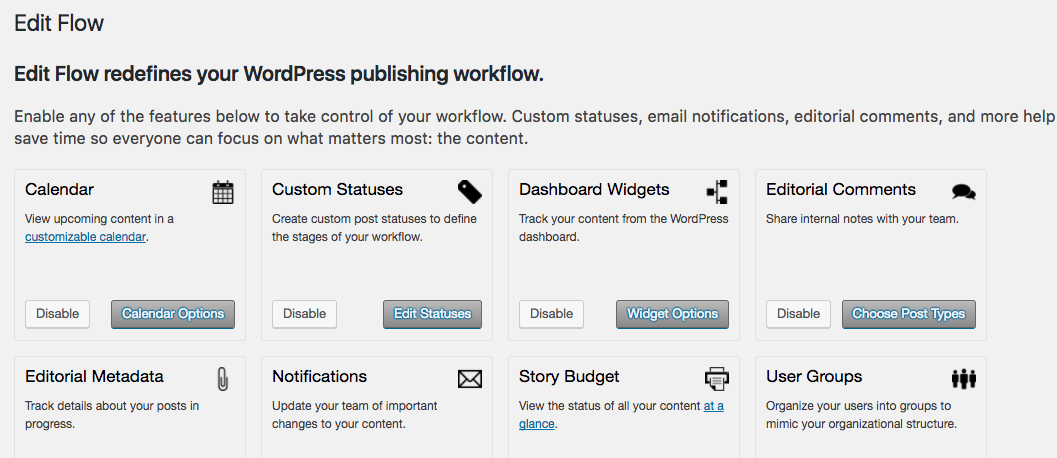 Edit Flow
Edit Flow redefines your WordPress publishing workflow.
Enable any of the features below to take control of your workflow. Custom statuses, email notifications, editorial comments, and more help
save time so everyone can focus on what matters most: the content.
Calendar
View upcoming content in a
customizable calendar.
Disable
Calendar Options
Custom Statuses
Create custom post statuses to define
the stages of your workflow.
Disable
Edit Statuses
Dashboard Widgets
Track your content from the WordPress
dashboard.
Disable
Widget Options
Editorial Comments
Share internal notes with your team.
Disable
Choose Post Types
Editorial Metadata
Track details about your posts in
progress.
Notifications
Update your team of important
changes to your content.
Story Budget
View the status of all your content at a
glance.
User Groups
Organize your users into groups to
mimic your organizational structure.